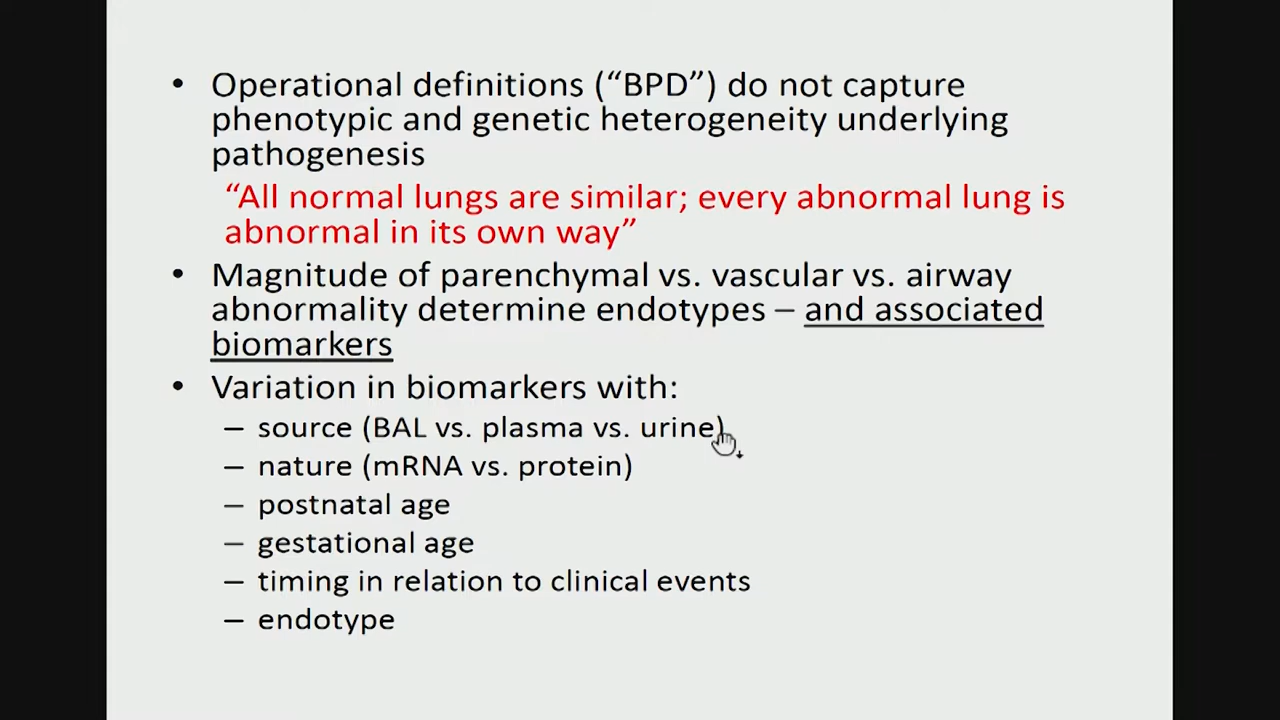 • Operational definitions (“BPD”) do not capture
phenotypic and genetic heterogeneity underlying
pathogenesis
“All normal lungs are similar; every abnormal lung is
abnormal in its own way”
• Magnitude of parenchymal vs. vascular vs. airway
abnormality determine endotypes – and associated
biomarkers
• Variation in biomarkers with:
– source (BAL vs. plasma vs. urine)
– nature (mRNA vs. protein)
– postnatal age
– gestational age
– timing in relation to clinical events
– endotype